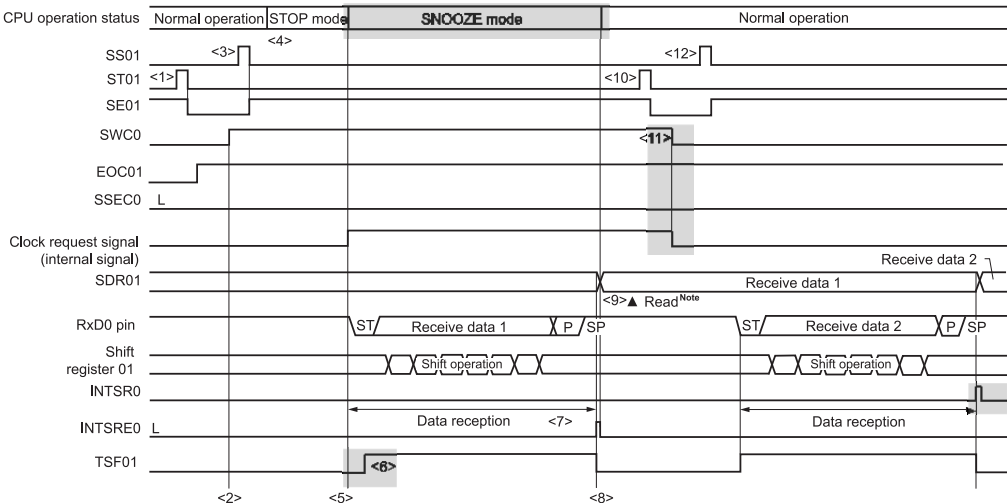 CPU operation status Normal operation STOP mode SNOOZE mode Normal operation
<4>
SS01 <3> <12>
ST01 <1> <10>
SE01
SWC0 <11>
EOC01
SSEC0 L
Clock request signal
(internal signal)
Receive data 2
SDR01 Receive data 1
<9>▲ Read Note
RxD0 pin ST Receive data 1 P SP ST Receive data 2 P SP
Shift
register 01 Shift operation Shift operation
INTSR0
Data reception <7> Data reception
INTSRE0 L
TSF01 <6>
<2> <5> <8>